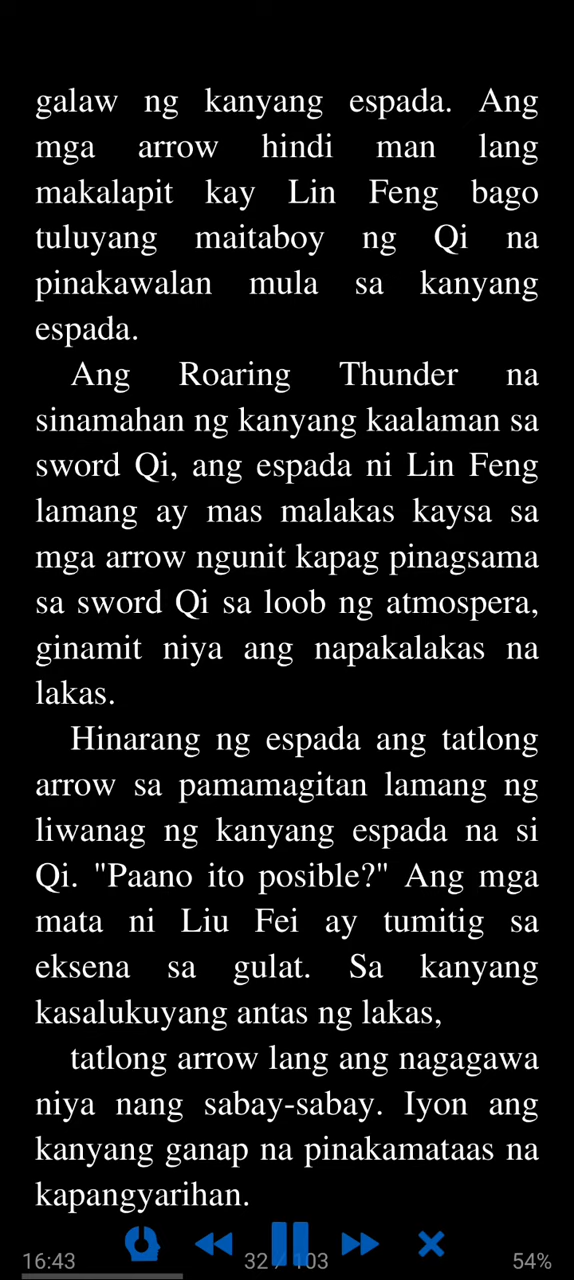 galaw ng kanyang espada. Ang
mga arrow hindi man lang
makalapit kay Lin Feng bago
tuluyang maitaboy ng Qi na
pinakawalan mula sa kanyang
espada.
Ang Roaring Thunder na
sinamahan ng kanyang kaalaman sa
sword Qi, ang espada ni Lin Feng
lamang ay mas malakas kaysa sa
mga arrow ngunit kapag pinagsama
sa sword Qi sa loob ng atmospera,
ginamit niya ang napakalakas na
lakas.
Hinarang ng espada ang tatlong
arrow sa pamamagitan lamang ng
liwanag ng kanyang espada na si
Qi. "Paano ito posible?" Ang mga
mata ni Liu Fei ay tumitig sa
eksena sa gulat. Sa kanyang
kasalukuyang antas ng lakas,
tatlong arrow lang ang nagagawa
niya nang sabay-sabay. Iyon ang
kanyang ganap na pinakamataas na
kapangyarihan.
16:43 32 / 103 54%